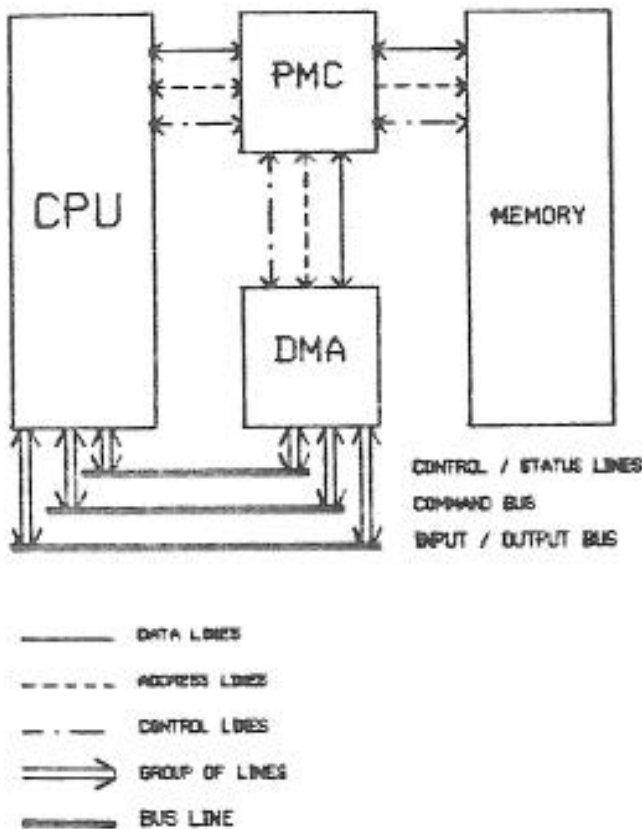 PMC
CPU
MEMORY
DMA
CONTROL / STATUS LINES
COMMAND BUS
INPUT / OUTPUT BUS
DATA LINES
ADDRESS LINES
CONTROL LINES
GROUP OF LINES
BUS LINE